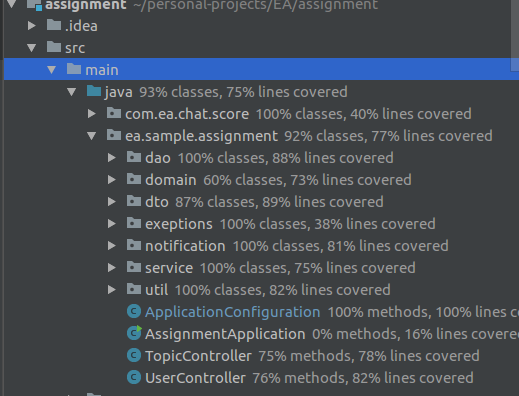 assignment ~/personal-projects/EA/assignment
.idea
src
main
java 93% classes, 75% lines covered
com.ea.chat.score 100% classes, 40% lines covered
ea.sample.assignment 92% classes, 77% lines covered
dao 100% classes, 88% lines covered
domain 60% classes, 73% lines covered
dto 87% classes, 89% lines covered
exeptions 100% classes, 38% lines covered
notification 100% classes, 81% lines covered
service 100% classes, 75% lines covered
util 100% classes, 82% lines covered
ApplicationConfiguration 100% methods, 100% lines co
AssignmentApplication 0% methods, 16% lines covered
TopicController 75% methods, 78% lines covered
UserController 76% methods, 82% lines covered